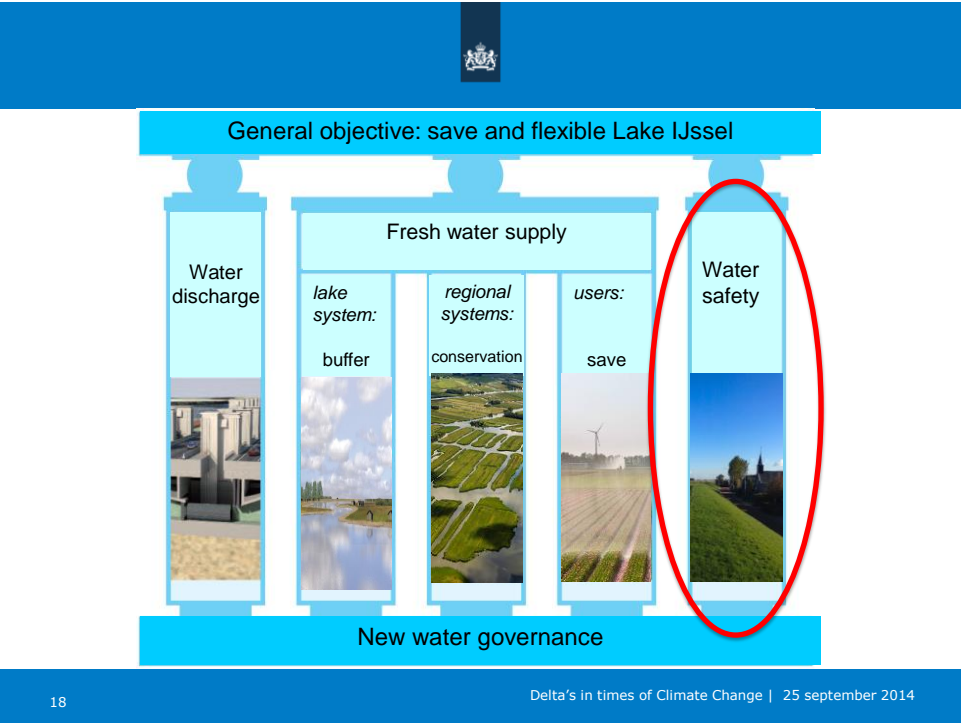 General objective: save and flexible Lake IJssel
Water
discharge
Fresh water supply
lake
system:
buffer
regional
systems:
conservation
users:
save
Water
safety
New water governance
18
Delta's in times of Climate Change | 25 september 2014